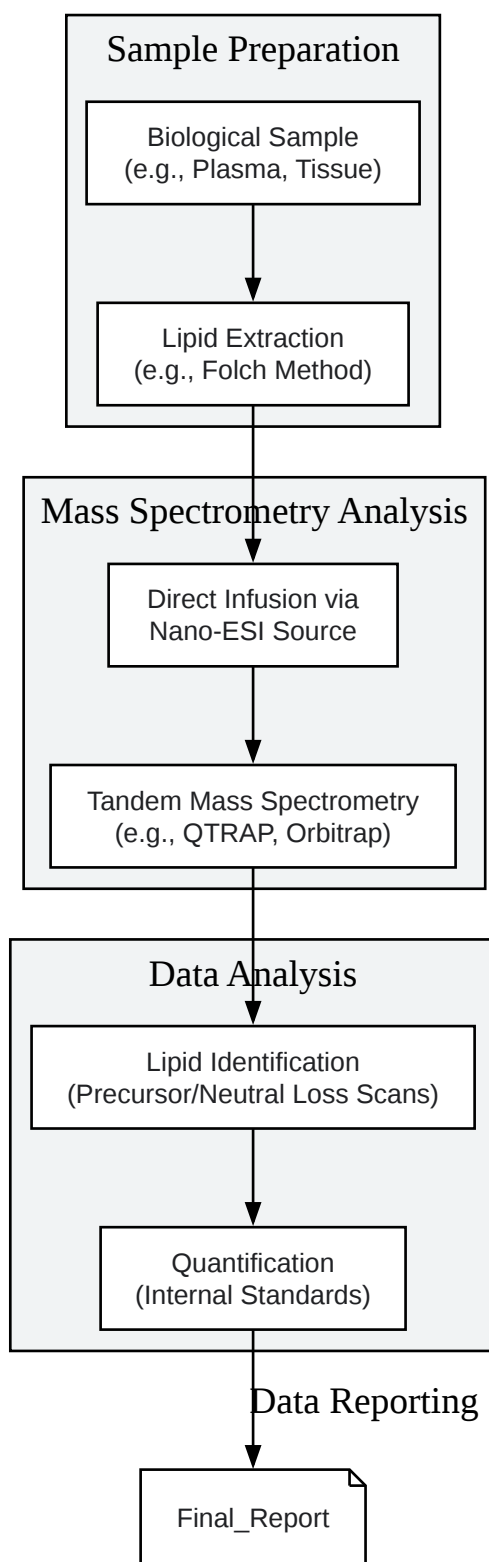 Sample Preparation
Biological Sample
(e.g., Plasma, Tissue)
Lipid Extraction
(e.g., Folch Method)
Mass Spectrometry Analysis
Direct Infusion via
Nano-ESI Source
Tandem Mass Spectrometry
(e.g., QTRAP, Orbitrap)
Data Analysis
Lipid Identification
(Precursor/Neutral Loss Scans)
Quantification
(Internal Standards)
Data Reporting
Final_Report